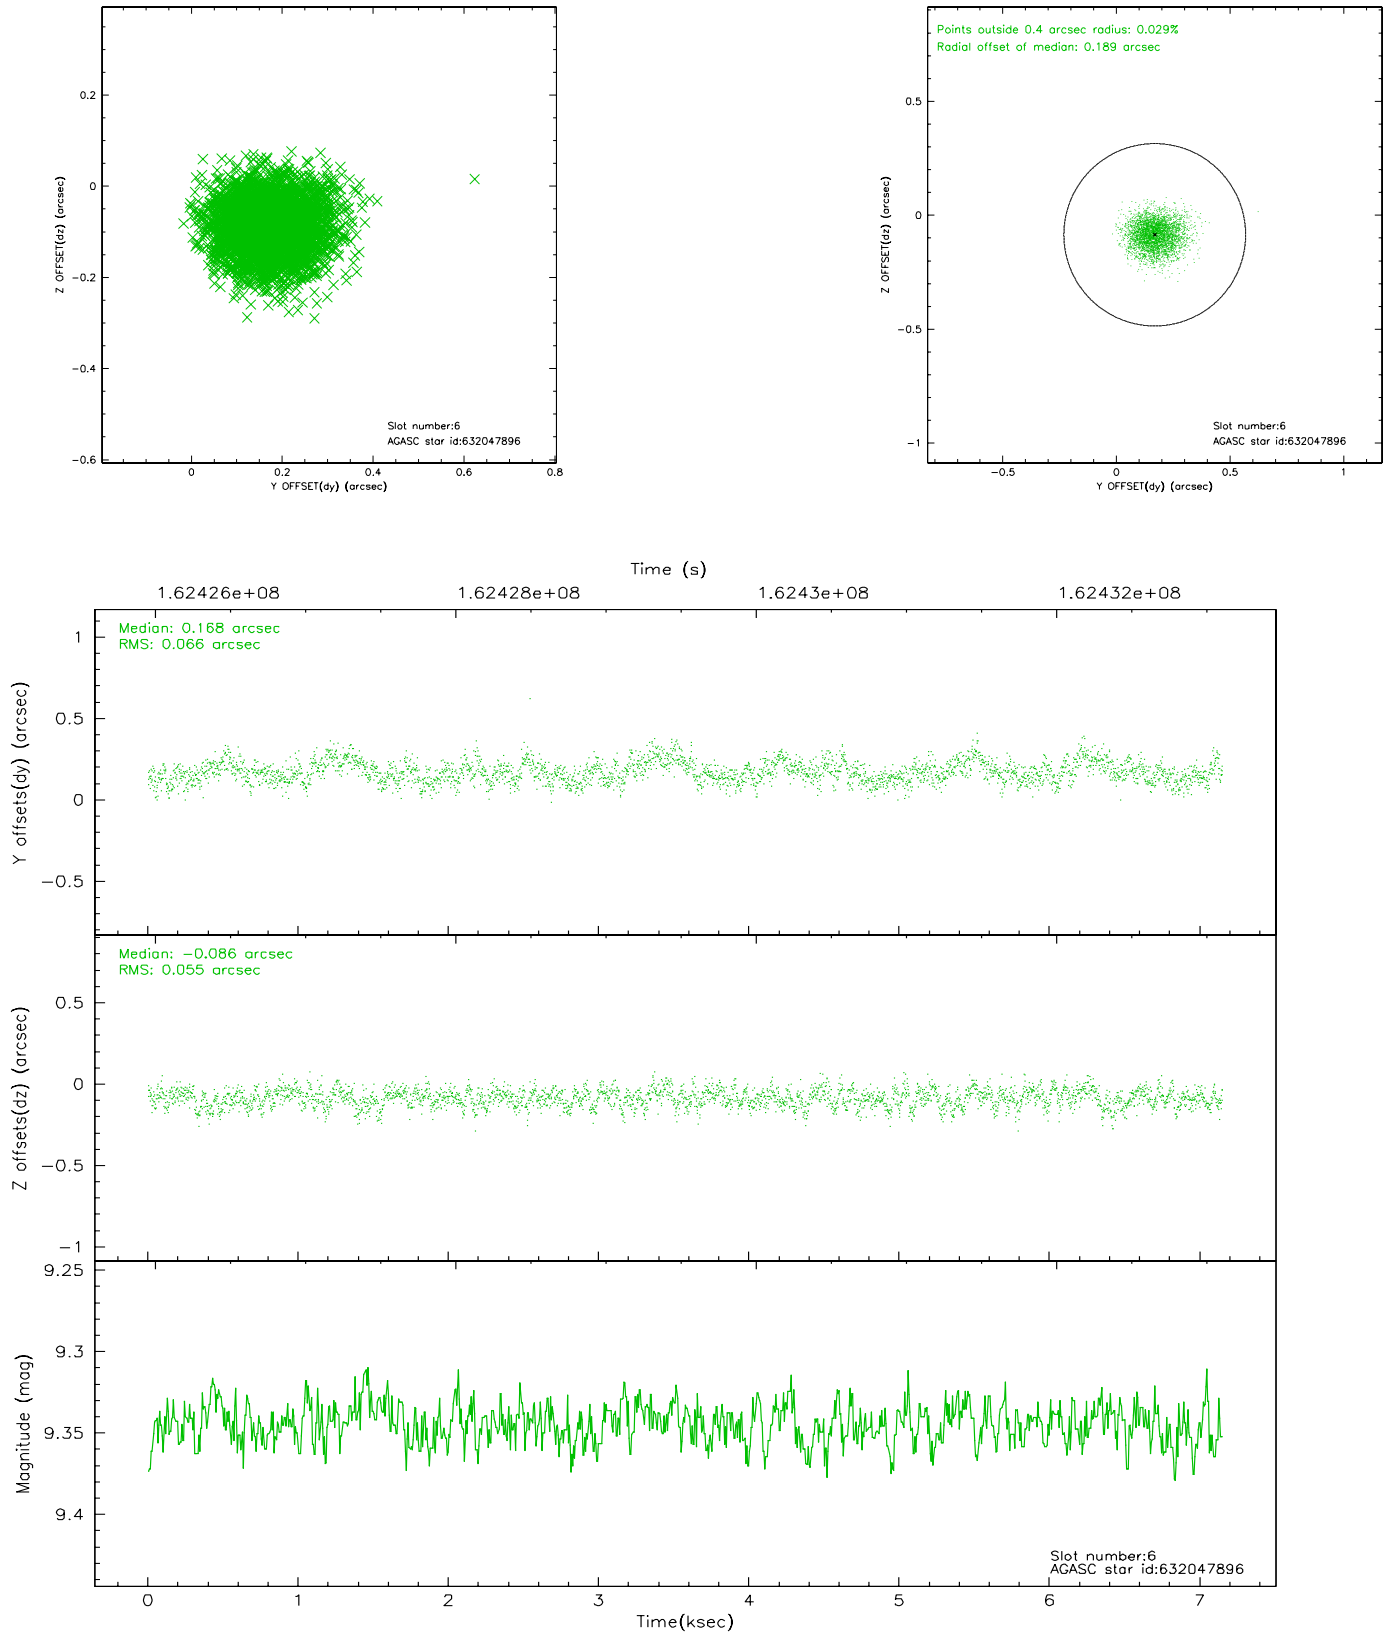 0.2
0
−0.2
−0.4
−0.6
Z OFFSET(dz) (arcsec)
Slot number:6
AGASC star id:632047896
0
0.2
0.4
0.6
0.8
Y OFFSET(dy) (arcsec)
Points outside 0.4 arcsec radius: 0.029%
Radial offset of median: 0.189 arcsec
0.5
0
−0.5
−1
Z OFFSET(dz) (arcsec)
Slot number:6
AGASC star id:632047896
−0.5
0
0.5
1
Y OFFSET(dy) (arcsec)
Time (s)
1.62426e+08
1.62428e+08
1.6243e+08
1.62432e+08
Median: 0.168 arcsec
RMS: 0.066 arcsec
1
0.5
0
−0.5
Y offsets(dy) (arcsec)
Median: −0.086 arcsec
RMS: 0.055 arcsec
0.5
0
−0.5
−1
Z offsets(dz) (arcsec)
9.25
9.3
9.35
9.4
Magnitude (mag)
Slot number:6
AGASC star id:632047896
0
1
2
3
4
5
6
7
Time(ksec)